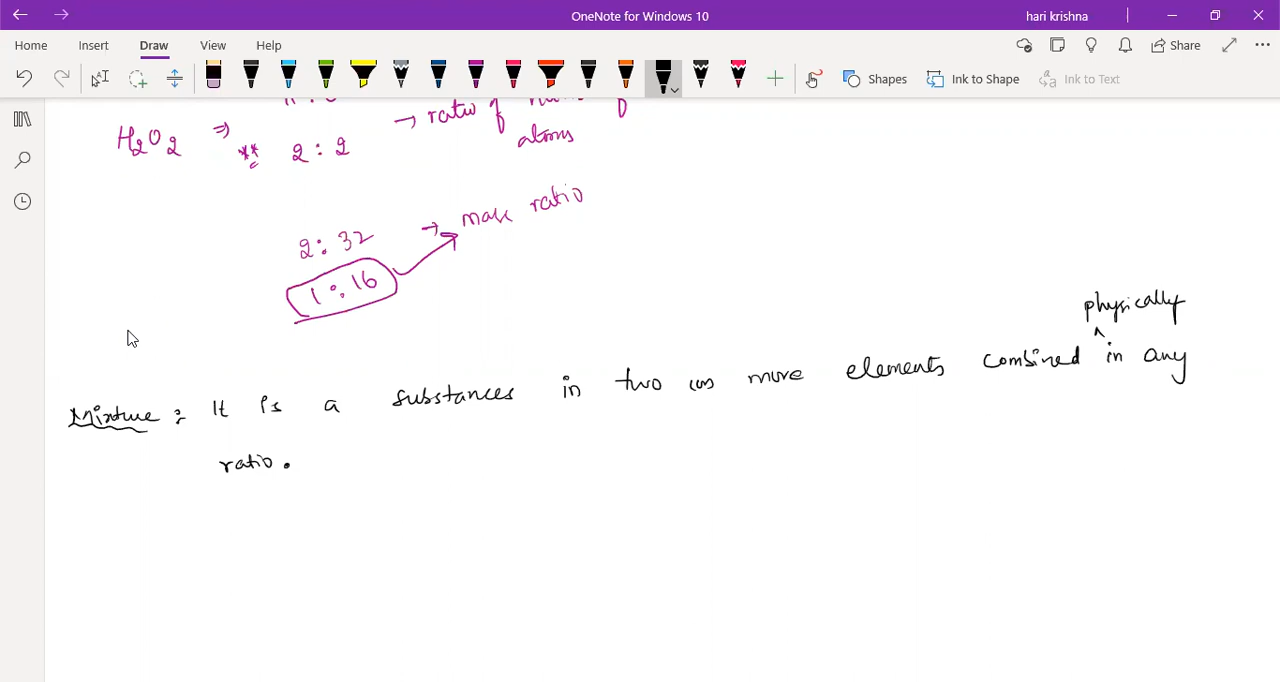 OneNote for Windows 10
hari krishna
Home Insert Draw View Help
Share
Shapes Ink to Shape Ink to Text
H2O2 ⇒ ** 2 : 2 → ratio of
atoms
2 : 32 → mass ratio
1 : 16
physically
Mixture : It is a substances in two (or) more elements combined ^ in any
ratio.